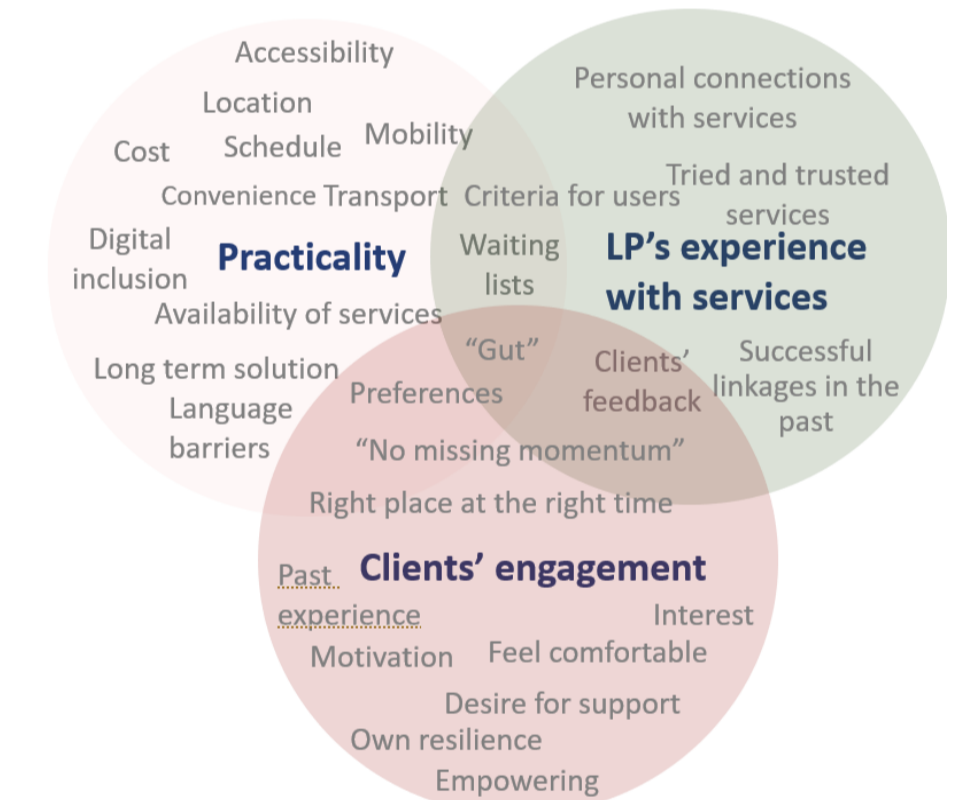 Accessibility
Personal connections
with services
Location
Mobility
Cost
Schedule
Tried and trusted
services
Convenience
Transport
Criteria for users
Digital
inclusion
Practicality
Waiting
lists
LP’s experience
with services
Availability of services
“Gut”
Clients’
feedback
Successful
linkages in the
past
Long term solution
Preferences
Language
barriers
“No missing momentum”
Right place at the right time
Clients’ engagement
Past
experience
Interest
Motivation
Feel comfortable
Desire for support
Own resilience
Empowering